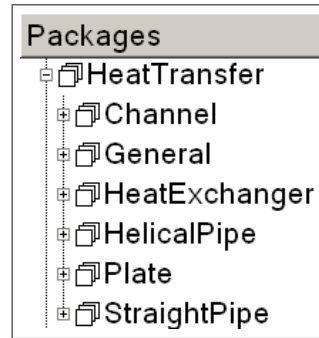 Packages
HeatTransfer
Channel
General
HeatExchanger
HelicalPipe
Plate
StraightPipe